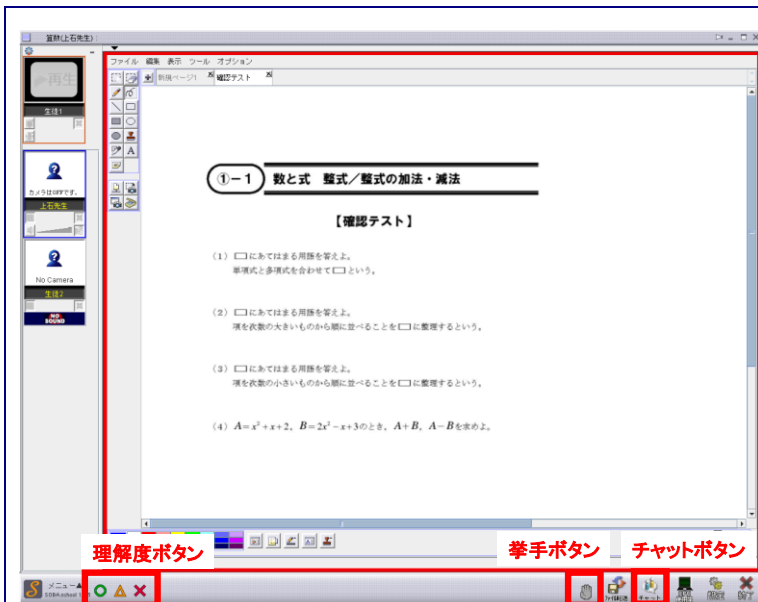 算数(上石先生) :
ファイル 編集 表示 ツール オプション
新規ページ1 確認テスト
再生
生徒1
カメラはOFFです。
上石先生
No Camera
生徒2
NO SOUND
①-1 数と式 整式／整式の加法・減法
【確認テスト】
(1) □にあてはまる用語を答えよ。
単項式と多項式を合わせて□という。
(2) □にあてはまる用語を答えよ。
項を次数の大きいものから順に並べることを□に整理するという。
(3) □にあてはまる用語を答えよ。
項を次数の小さいものから順に並べることを□に整理するという。
(4) A=x²+x+2, B=2x²-x+3のとき, A+B, A-Bを求めよ。
理解度ボタン 挙手ボタン チャットボタン
メニュー▲
SOBA school
チャット
設定
終了